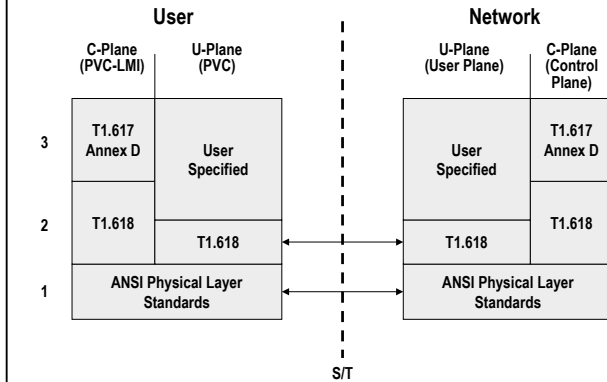 User
Network
C-Plane
(PVC-LMI)
U-Plane
(PVC)
U-Plane
(User Plane)
C-Plane
(Control
Plane)
3
T1.617
Annex D
User
Specified
User
Specified
T1.617
Annex D
2
T1.618
T1.618
T1.618
T1.618
1
ANSI Physical Layer
Standards
ANSI Physical Layer
Standards
S/T